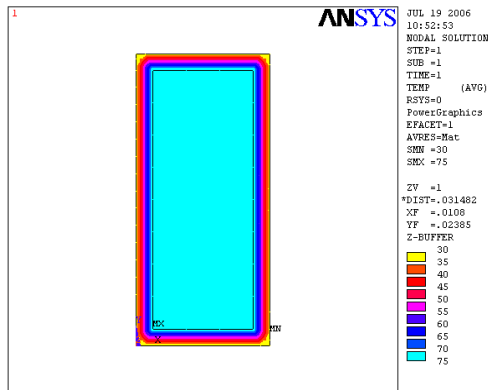 1
ANSYS
JUL 19 2006
10:52:53
NODAL SOLUTION
STEP=1
SUB =1
TIME=1
TEMP (AVG)
RSYS=0
PowerGraphics
EFACET=1
AVRES=Mat
SMN =30
SMX =75
ZV =1
*DIST=.031482
XF =.0108
YF =.02385
Z-BUFFER
30
35
40
45
50
55
60
65
70
75
MX
MN
X